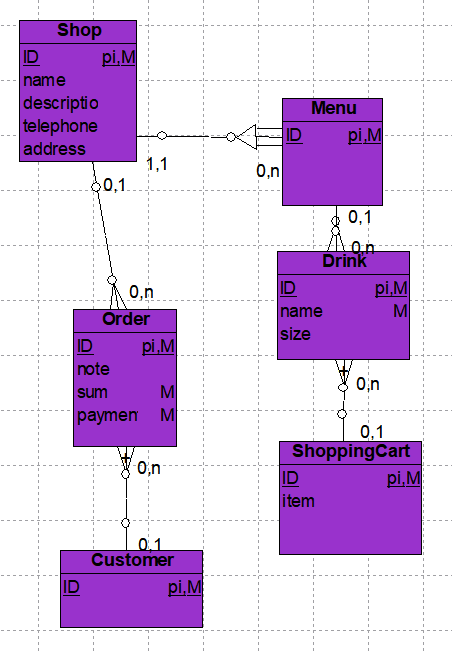 Shop
ID pi,M
name
descriptio
telephone
address
1,1
0,n
Menu
ID pi,M
0,1
0,n
0,1
0,n
Drink
ID pi,M
name M
size
Order
ID pi,M
note
sum M
paymen M
0,n
0,1
0,n
0,1
ShoppingCart
ID pi,M
item
Customer
ID pi,M